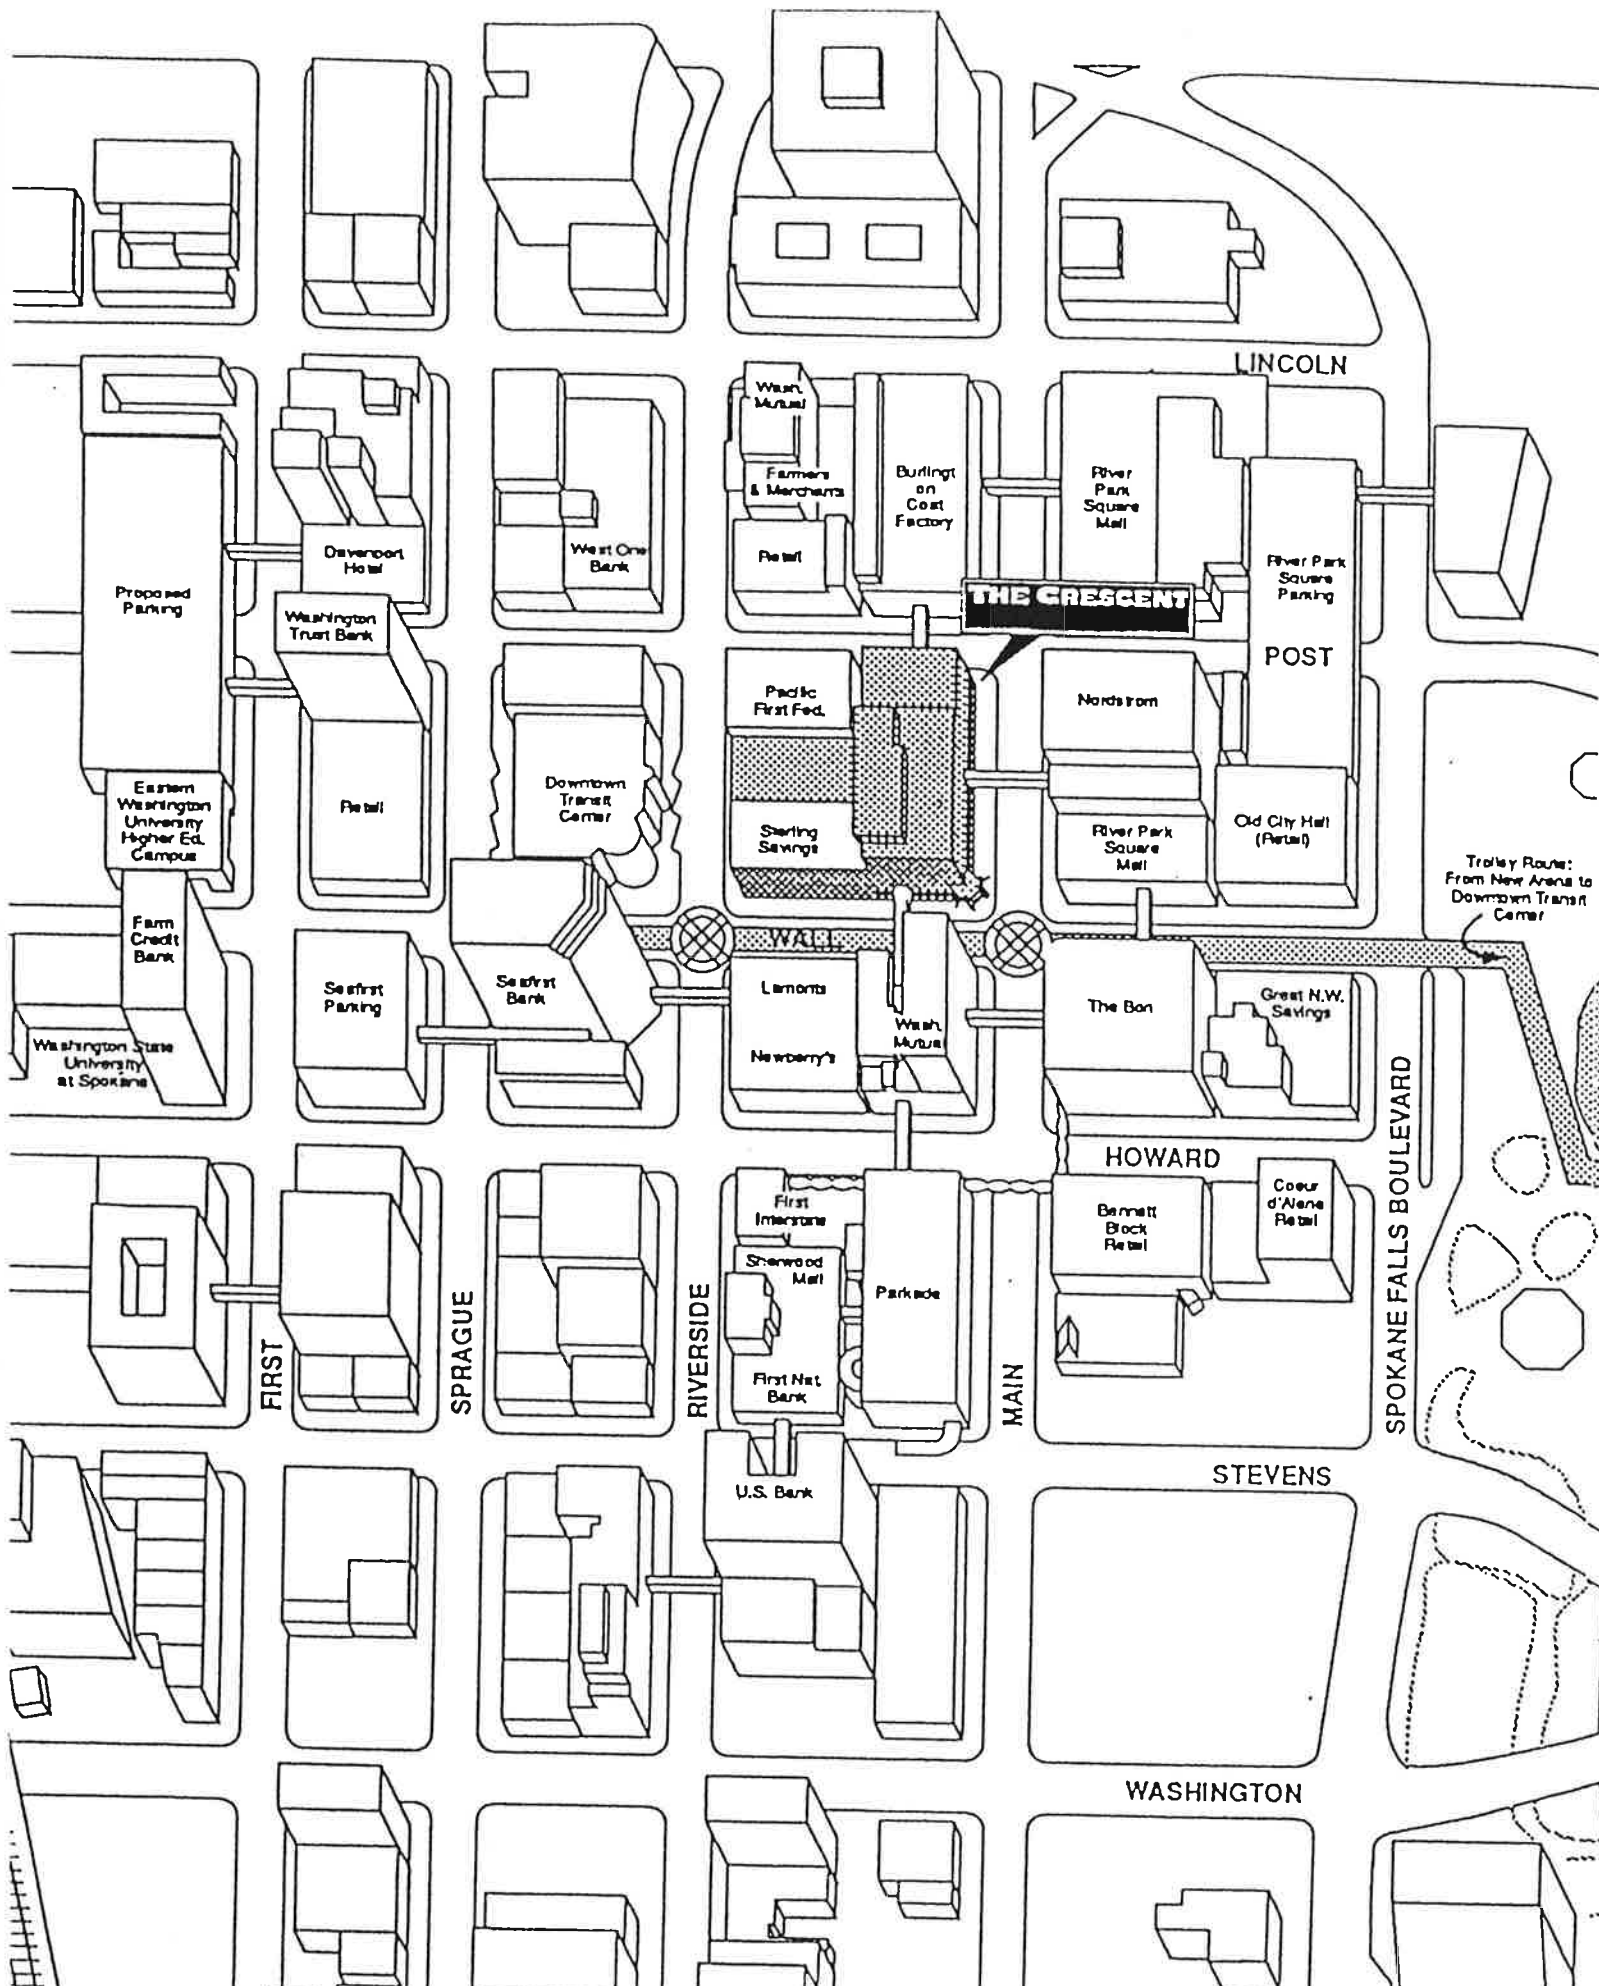 LINCOLN
Wash.
Mutual
Farmers
& Merchants
Retail
Burlingt
on
Coat
Factory
River
Park
Square
Mall
River Park
Square
Parking
THE CRESCENT
POST
Proposed
Parking
Davenport
Hotel
Washington
Trust Bank
West One
Bank
Eastern
Washington
University
Higher Ed.
Campus
Retail
Downtown
Transit
Center
Pacific
First Fed.
Sterling
Savings
Nordstrom
River Park
Square
Mall
Old City Hall
(Retail)
Trolley Route:
From New Arena to
Downtown Transit
Center
Farm
Credit
Bank
WALL
Washington State
University
at Spokane
Seafirst
Parking
Seafirst
Bank
Lamonts
Newberry's
Wash.
Mutual
The Bon
Great N.W.
Savings
HOWARD
SPOKANE FALLS BOULEVARD
First
Interstate
Sherwood
Mall
First Nat.
Bank
Parkade
Bennett
Block
Retail
Coeur
d'Alene
Retail
FIRST
SPRAGUE
RIVERSIDE
MAIN
U.S. Bank
STEVENS
WASHINGTON